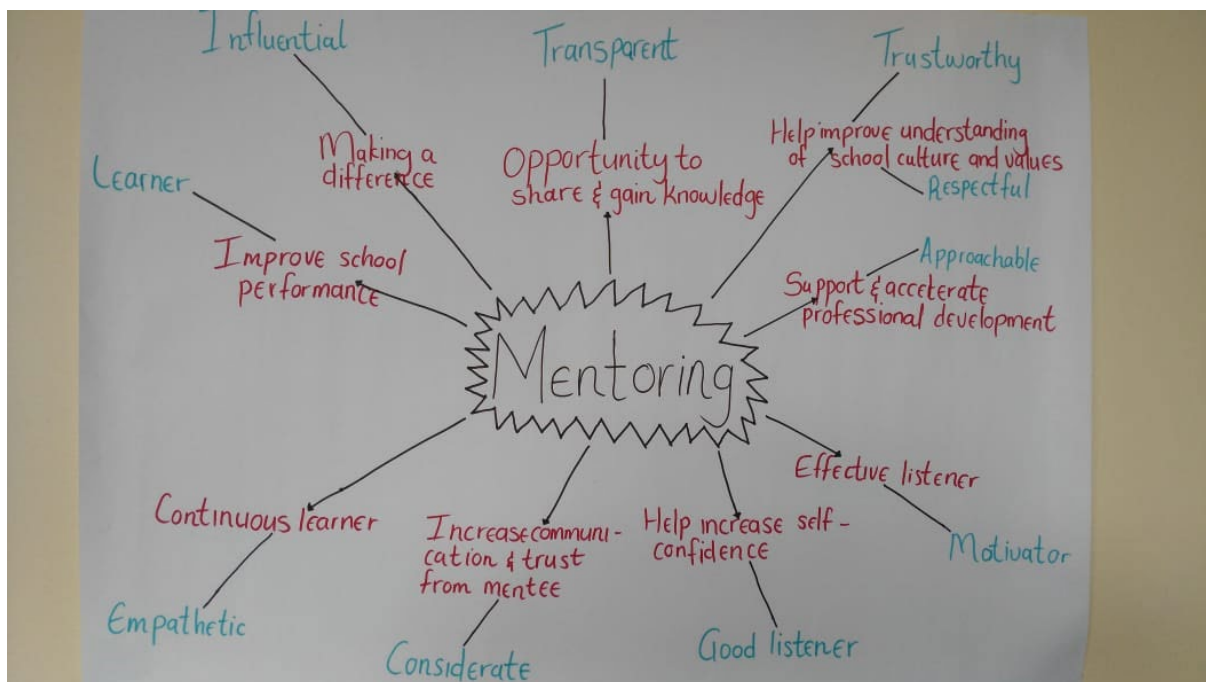 Influential
Transparent
Trustworthy
Making a
difference
Opportunity to
share & gain knowledge
Help improve understanding
of school culture and values
Respectful
Learner
Improve school
performance
Approachable
Support & accelerate
professional development
Mentoring
Effective listener
Motivator
Continuous learner
Empathetic
Increase communi-
cation & trust
from mentee
Considerate
Help increase self-
confidence
Good listener